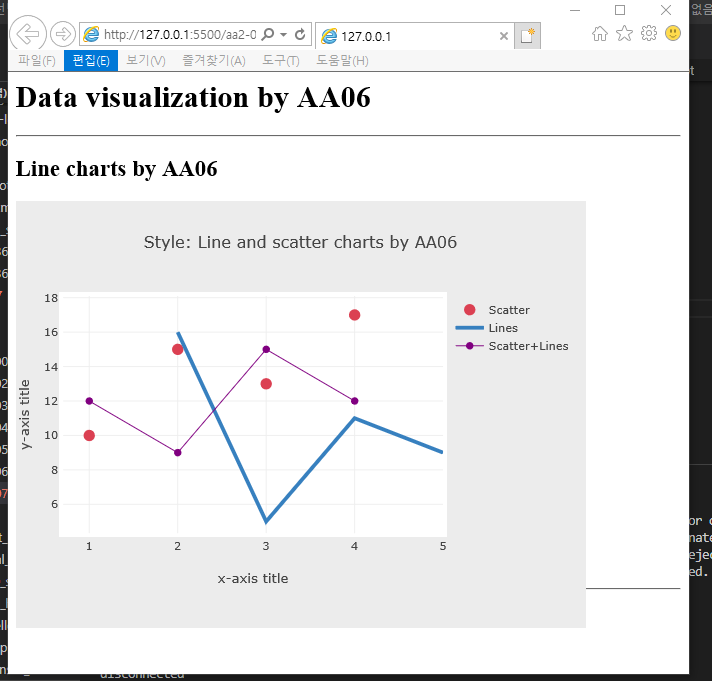 http://127.0.0.1:5500/aa2-0
127.0.0.1
파일(F) 편집(E) 보기(V) 즐겨찾기(A) 도구(T) 도움말(H)
Data visualization by AA06
Line charts by AA06
Style: Line and scatter charts by AA06
18
16
14
12
10
8
6
y-axis title
1 2 3 4 5
x-axis title
Scatter
Lines
Scatter+Lines
disconnected